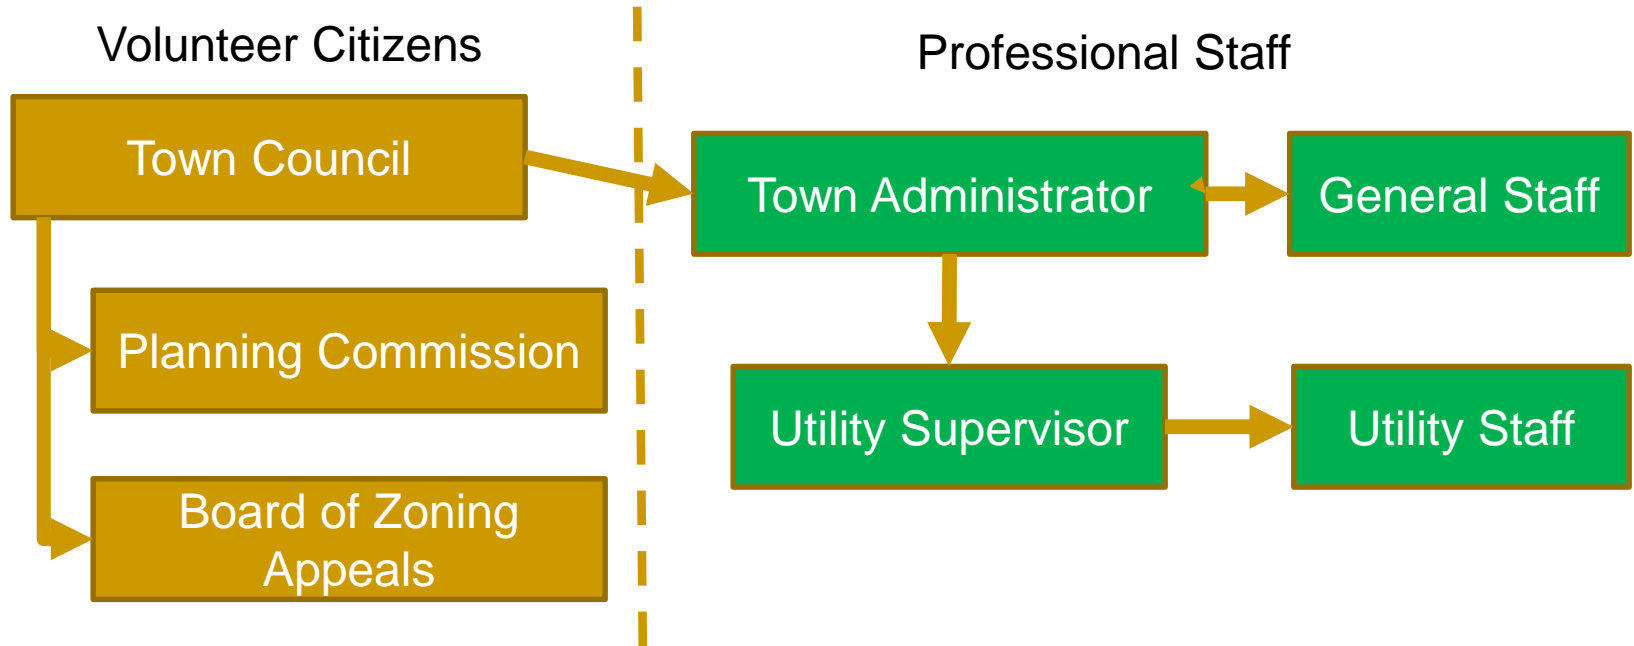 Volunteer Citizens
Professional Staff
Town Council
Town Administrator
General Staff
Planning Commission
Utility Supervisor
Utility Staff
Board of Zoning
Appeals